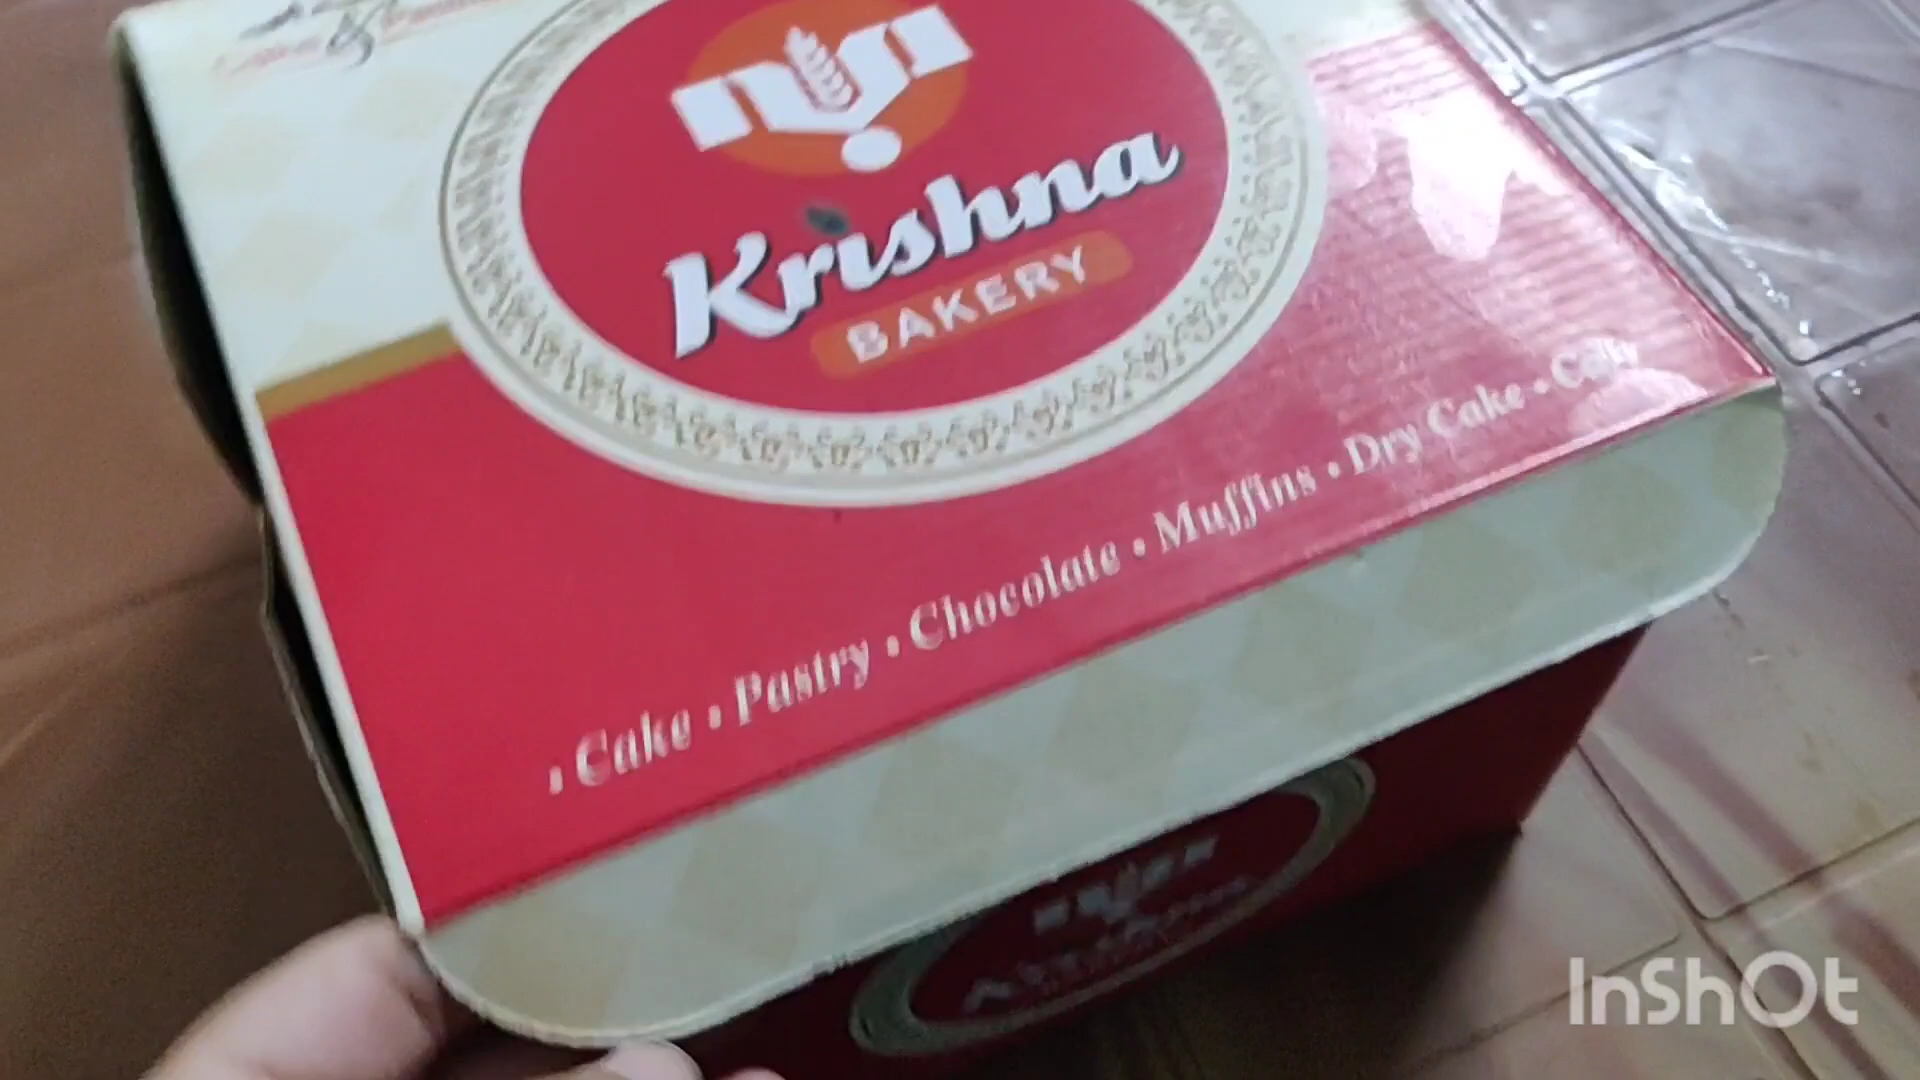 Krishna
BAKERY
• Cake • Pastry • Chocolate • Muffins • Dry Cake •
InShOt